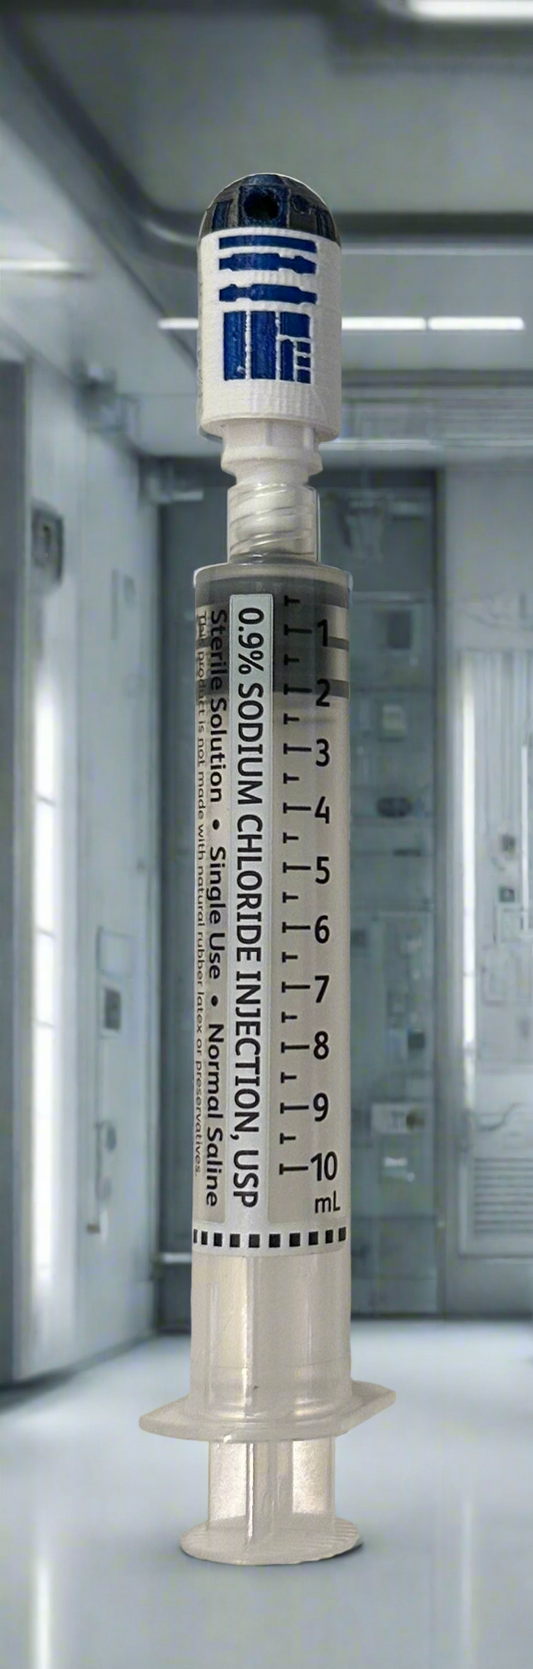 0.9% SODIUM CHLORIDE INJECTION, USP
Sterile Solution • Single Use • Normal Saline
This product is not made with natural rubber latex or preservatives.
1
2
3
4
5
6
7
8
9
10
mL